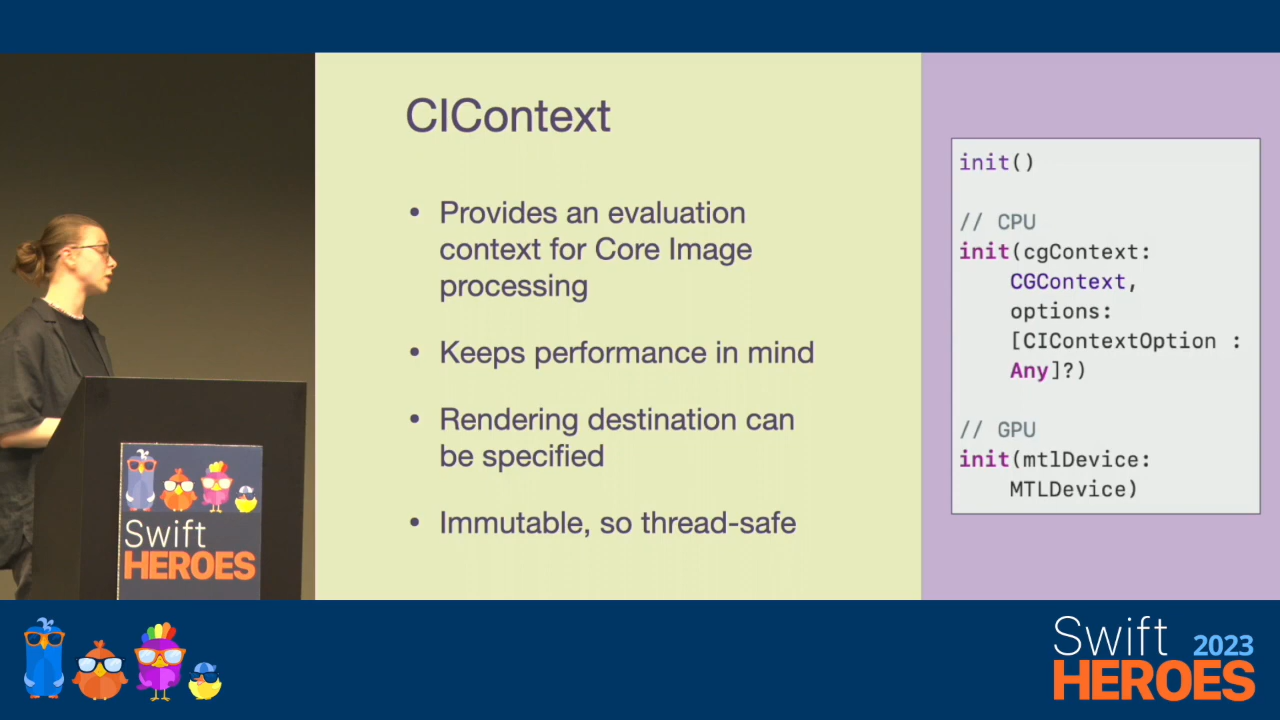 CIContext
• Provides an evaluation
context for Core Image
processing
• Keeps performance in mind
• Rendering destination can
be specified
• Immutable, so thread-safe
init()
// CPU
init(cgContext:
CGContext,
options:
[CIContextOption :
Any]?)
// GPU
init(mtlDevice:
MTLDevice)
Swift
HEROES
Swift 2023
HEROES